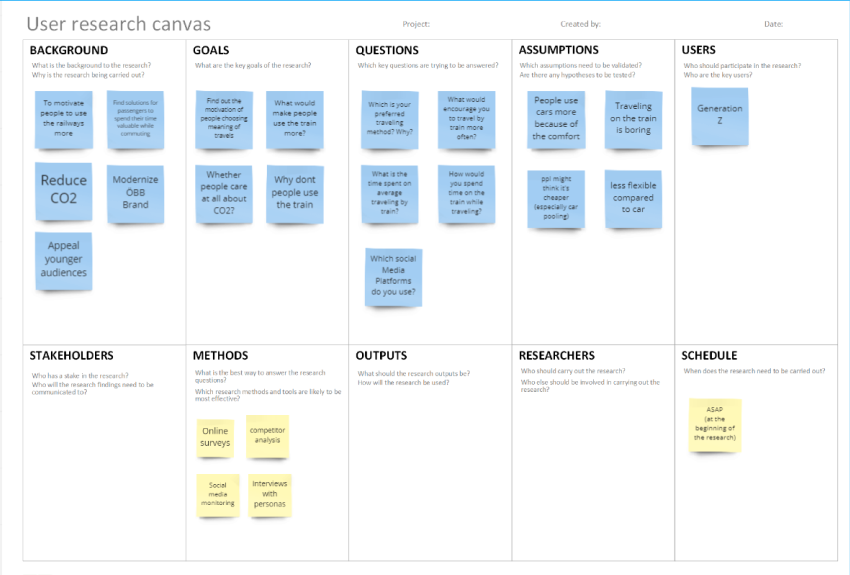 User research canvas
Project:
Created by:
Date:
BACKGROUND
What is the background to the research?
Why is the research being carried out?
To motivate
people to use
the railways
more
Find solutions for
passengers to
spend their time
valuable while
commuting
Reduce
CO2
Modernize
ÖBB
Brand
Appeal
younger
audiences
GOALS
What are the key goals of the research?
Find out the
motivation of
people choosing
meaning of
travels
What would
make people
use the train
more?
Whether
people care
at all about
CO2?
Why dont
people use
the train
QUESTIONS
Which key questions are trying to be answered?
Which is your
preferred
traveling
method? Why?
What would
encourage you
to travel by
train more
often?
What is the
time spent on
average
traveling by
train?
How would
you spend
time on the
train while
traveling?
Which social
Media
Platforms
do you use?
ASSUMPTIONS
Which assumptions need to be validated?
Are there any hypotheses to be tested?
People use
cars more
because of
the comfort
Traveling
on the train
is boring
ppl might
think it's
cheaper
(especially car
pooling)
less flexible
compared
to car
USERS
Who should participate in the research?
Who are the key users?
Generation
Z
STAKEHOLDERS
Who has a stake in the research?
Who will the research findings need to be
communicated to?
METHODS
What is the best way to answer the research
questions?
Which research methods and tools are likely to be
most effective?
Online
surveys
competitor
analysis
Social
media
monitoring
Interviews
with
personas
OUTPUTS
What should the research outputs be?
How will the research be used?
RESEARCHERS
Who should carry out the research?
Who else should be involved in carrying out the
research?
SCHEDULE
When does the research need to be carried out?
ASAP
(at the
beginning of
the research)